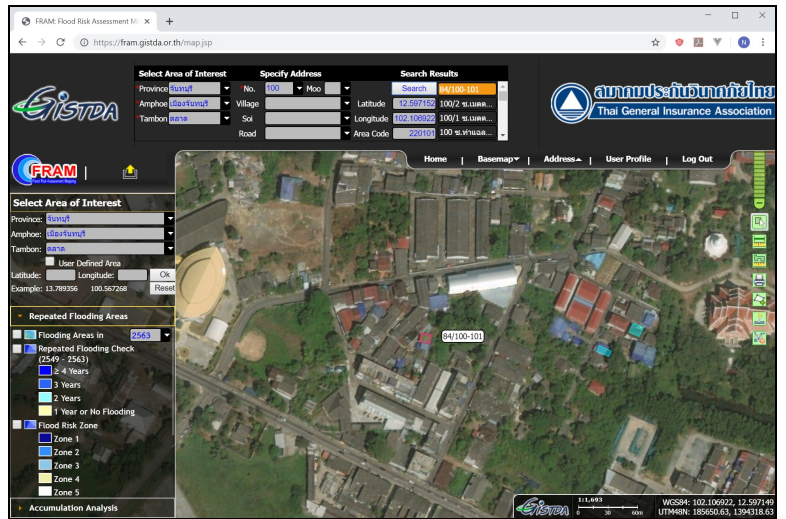 FRAM: Flood Risk Assessment M
https://fram.gistda.or.th/map.jsp
N
GISTDA
Select Area of Interest
Specify Address
Search Results
*Province จันทบุรี
*No. 100
Moo
Search
84/100-101
*Amphoe เมืองจันทบุรี
Village
Latitude 12.597152
100/2 ซ.เมตต...
*Tambon ตลาด
Soi
Longitude 102.106922
100/1 ซ.เมตต...
Road
Area Code 220101
100 ซ.ท่าแฉล...
สมาคมประกันวินาศภัยไทย
Thai General Insurance Association
FRAM
Home | Basemap | Address | User Profile | Log Out
Select Area of Interest
Province: จันทบุรี
Amphoe: เมืองจันทบุรี
Tambon: ตลาด
User Defined Area
Latitude:
Longitude:
Ok
Example: 13.789356 100.567268
Reset
Repeated Flooding Areas
Flooding Areas in 2563
Repeated Flooding Check
(2549 - 2563)
≥ 4 Years
3 Years
2 Years
1 Year or No Flooding
Flood Risk Zone
Zone 1
Zone 2
Zone 3
Zone 4
Zone 5
Accumulation Analysis
84/100-101
GISTDA
1:1,693
0 30 60m
WGS84: 102.106922, 12.597149
UTM48N: 185650.63, 1394318.63